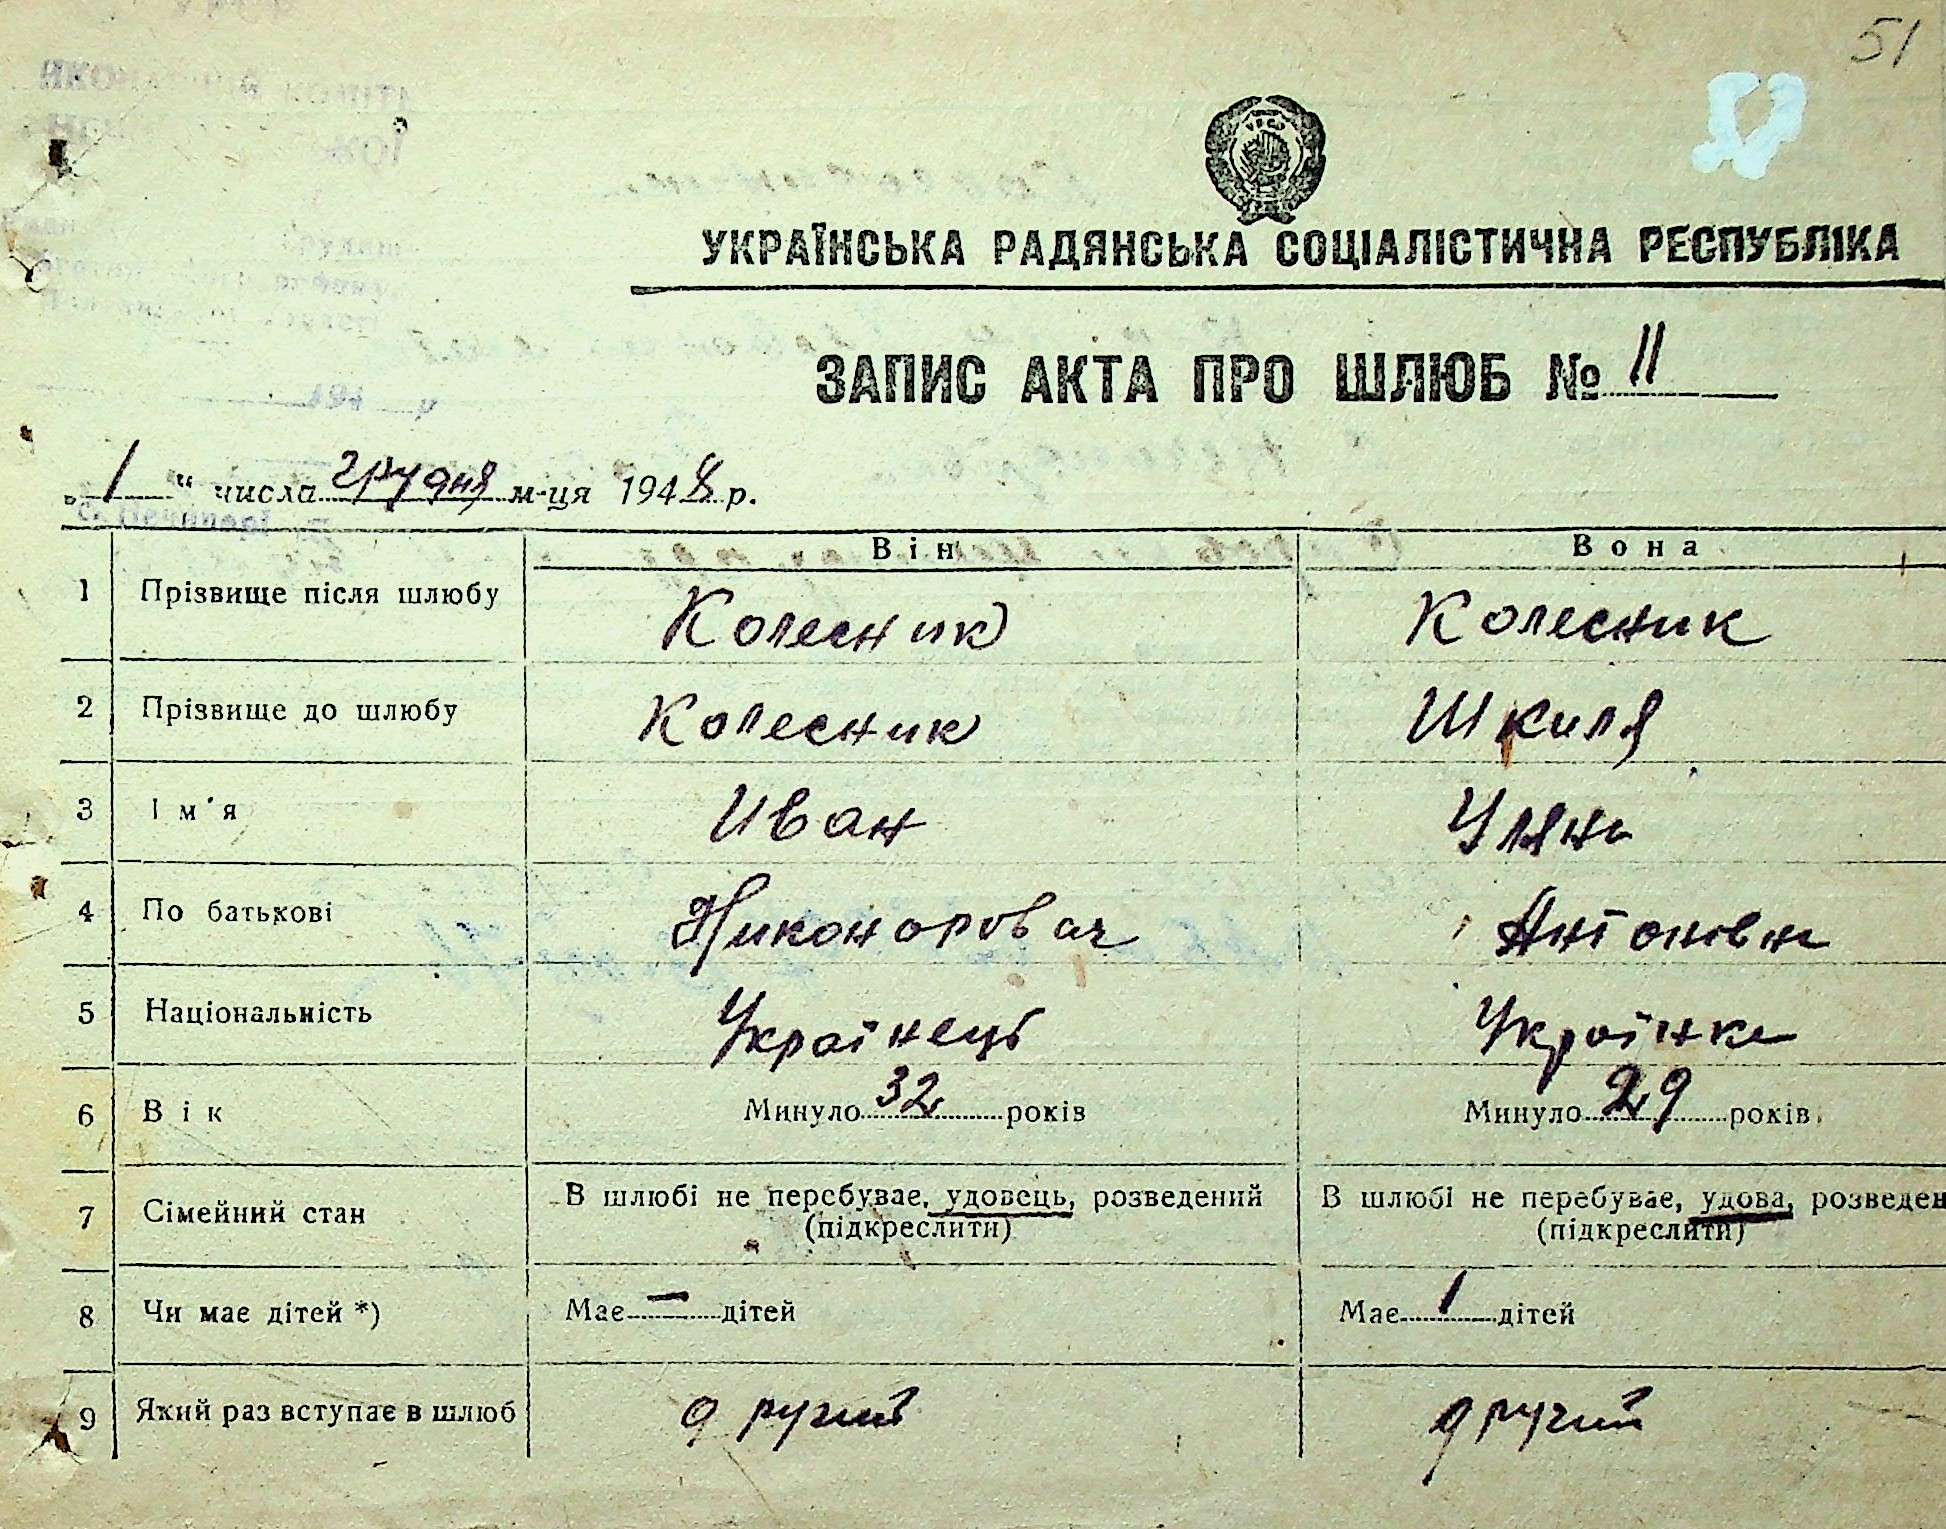 51
УКРАЇНСЬКА РАДЯНСЬКА СОЦІАЛІСТИЧНА РЕСПУБЛІКА
ЗАПИС АКТА ПРО ШЛЮБ № 11
„1“ числа грудня м-ця 1948 р.
Він Вона
1 Прізвище після шлюбу Колесник Колесник
2 Прізвище до шлюбу Колесник Шкиля
3 Ім'я Иван Уляна
4 По батькові Никонорович Антонівна
5 Національність Українець Українка
6 Вік Минуло 32 років Минуло 29 років
7 Сімейний стан В шлюбі не перебуває, удовець, розведений В шлюбі не перебуває, удова, розведен
(підкреслити) (підкреслити)
8 Чи має дітей *) Має — дітей Має 1 дітей
9 Який раз вступає в шлюб другий другий